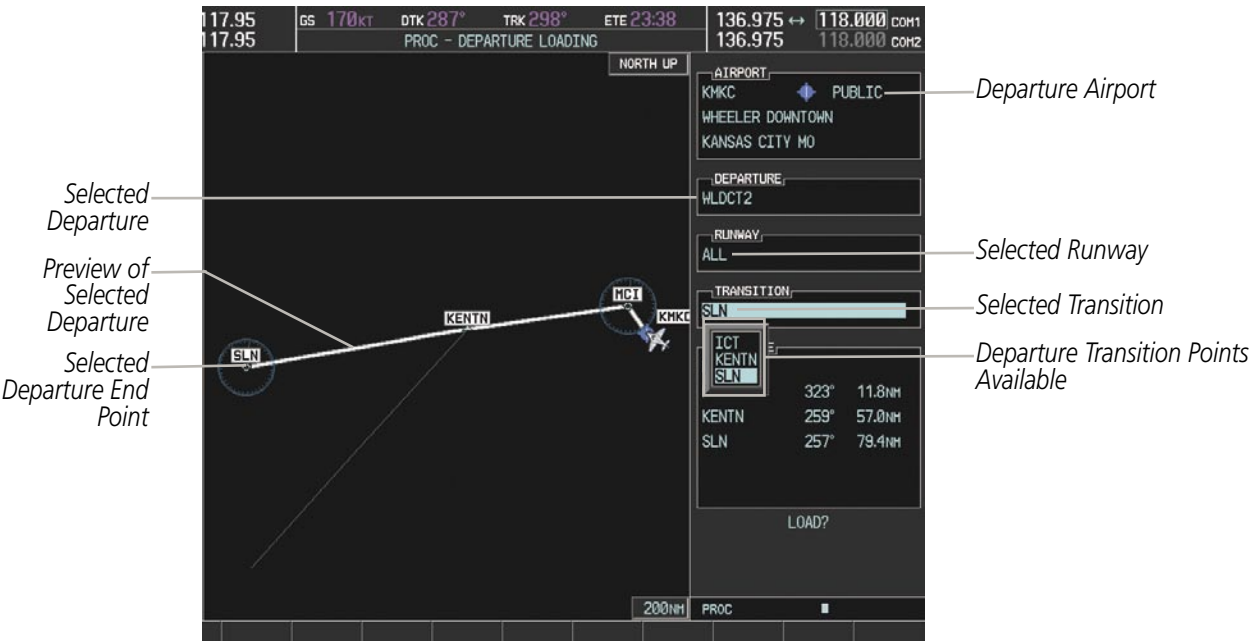 117.95
117.95
GS 170KT DTK 287° TRK 298° ETE 23:38
PROC – DEPARTURE LOADING
136.975 ↔ 118.000 COM1
136.975 118.000 COM2
NORTH UP
AIRPORT
KMKC PUBLIC
WHEELER DOWNTOWN
KANSAS CITY MO
Departure Airport
DEPARTURE
WLDCT2
Selected
Departure
RUNWAY
ALL
Selected Runway
Preview of
Selected
Departure
TRANSITION
SLN
Selected Transition
ICT
KENTN
SLN
Departure Transition Points
Available
MCI
KMKC
KENTN
SLN
Selected
Departure End
Point
323° 11.8NM
KENTN 259° 57.0NM
SLN 257° 79.4NM
LOAD?
200NM
PROC